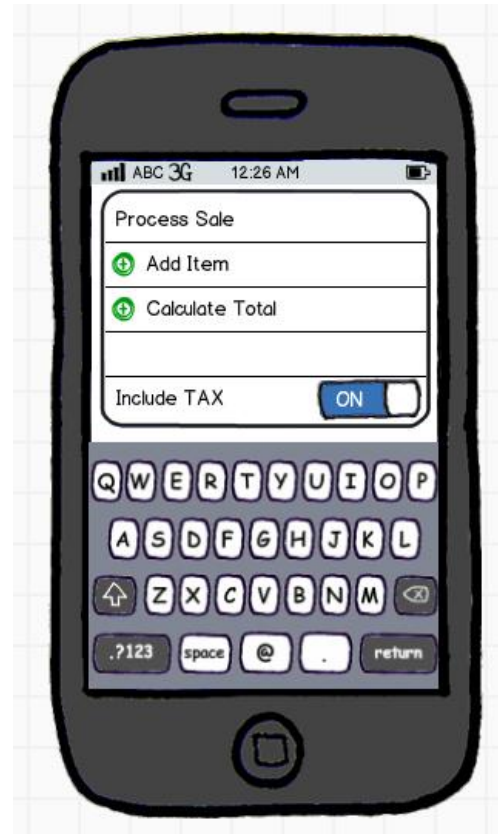 ABC 3G 12:26 AM
Process Sale
Add Item
Calculate Total
Include TAX ON
Q W E R T Y U I O P
A S D F G H J K L
Z X C V B N M
.?123 space @ . return